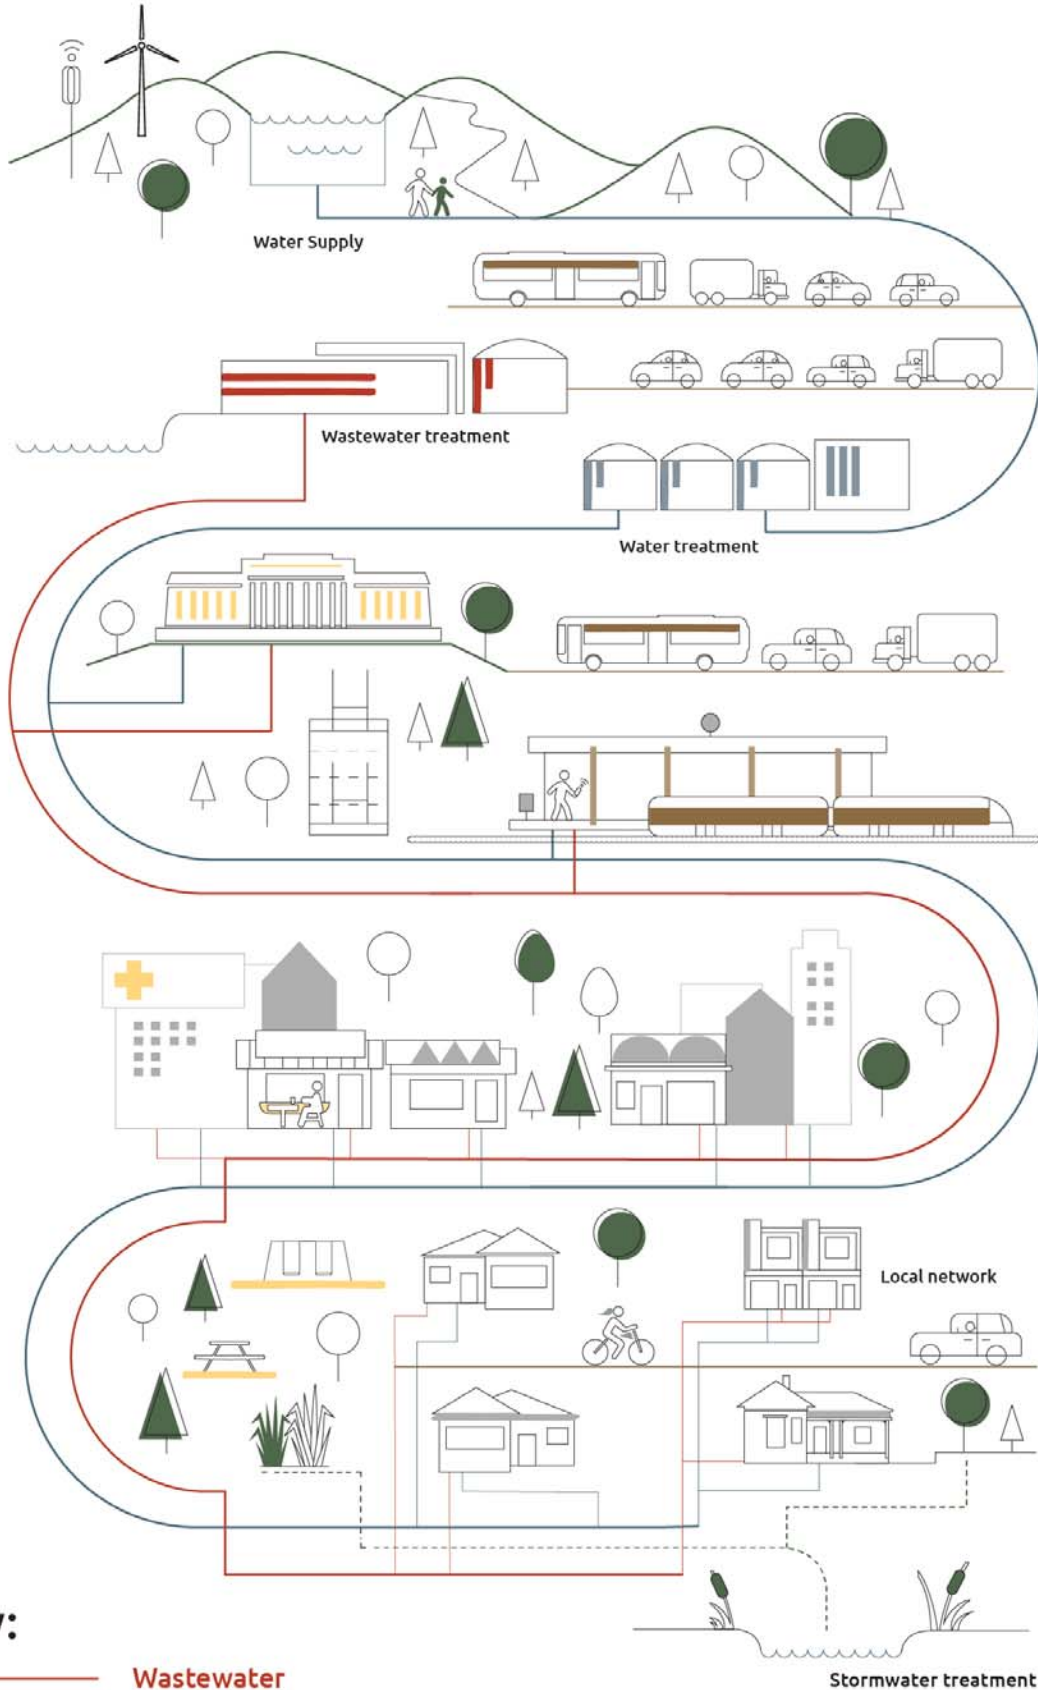 Water Supply
Wastewater treatment
Water treatment
Local network
y:
Wastewater
Stormwater treatment